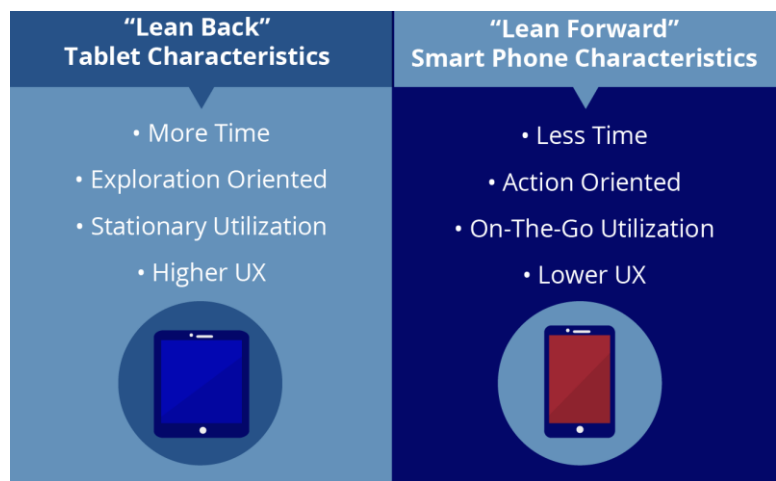 “Lean Back”
Tablet Characteristics
• More Time
• Exploration Oriented
• Stationary Utilization
• Higher UX
“Lean Forward”
Smart Phone Characteristics
• Less Time
• Action Oriented
• On-The-Go Utilization
• Lower UX